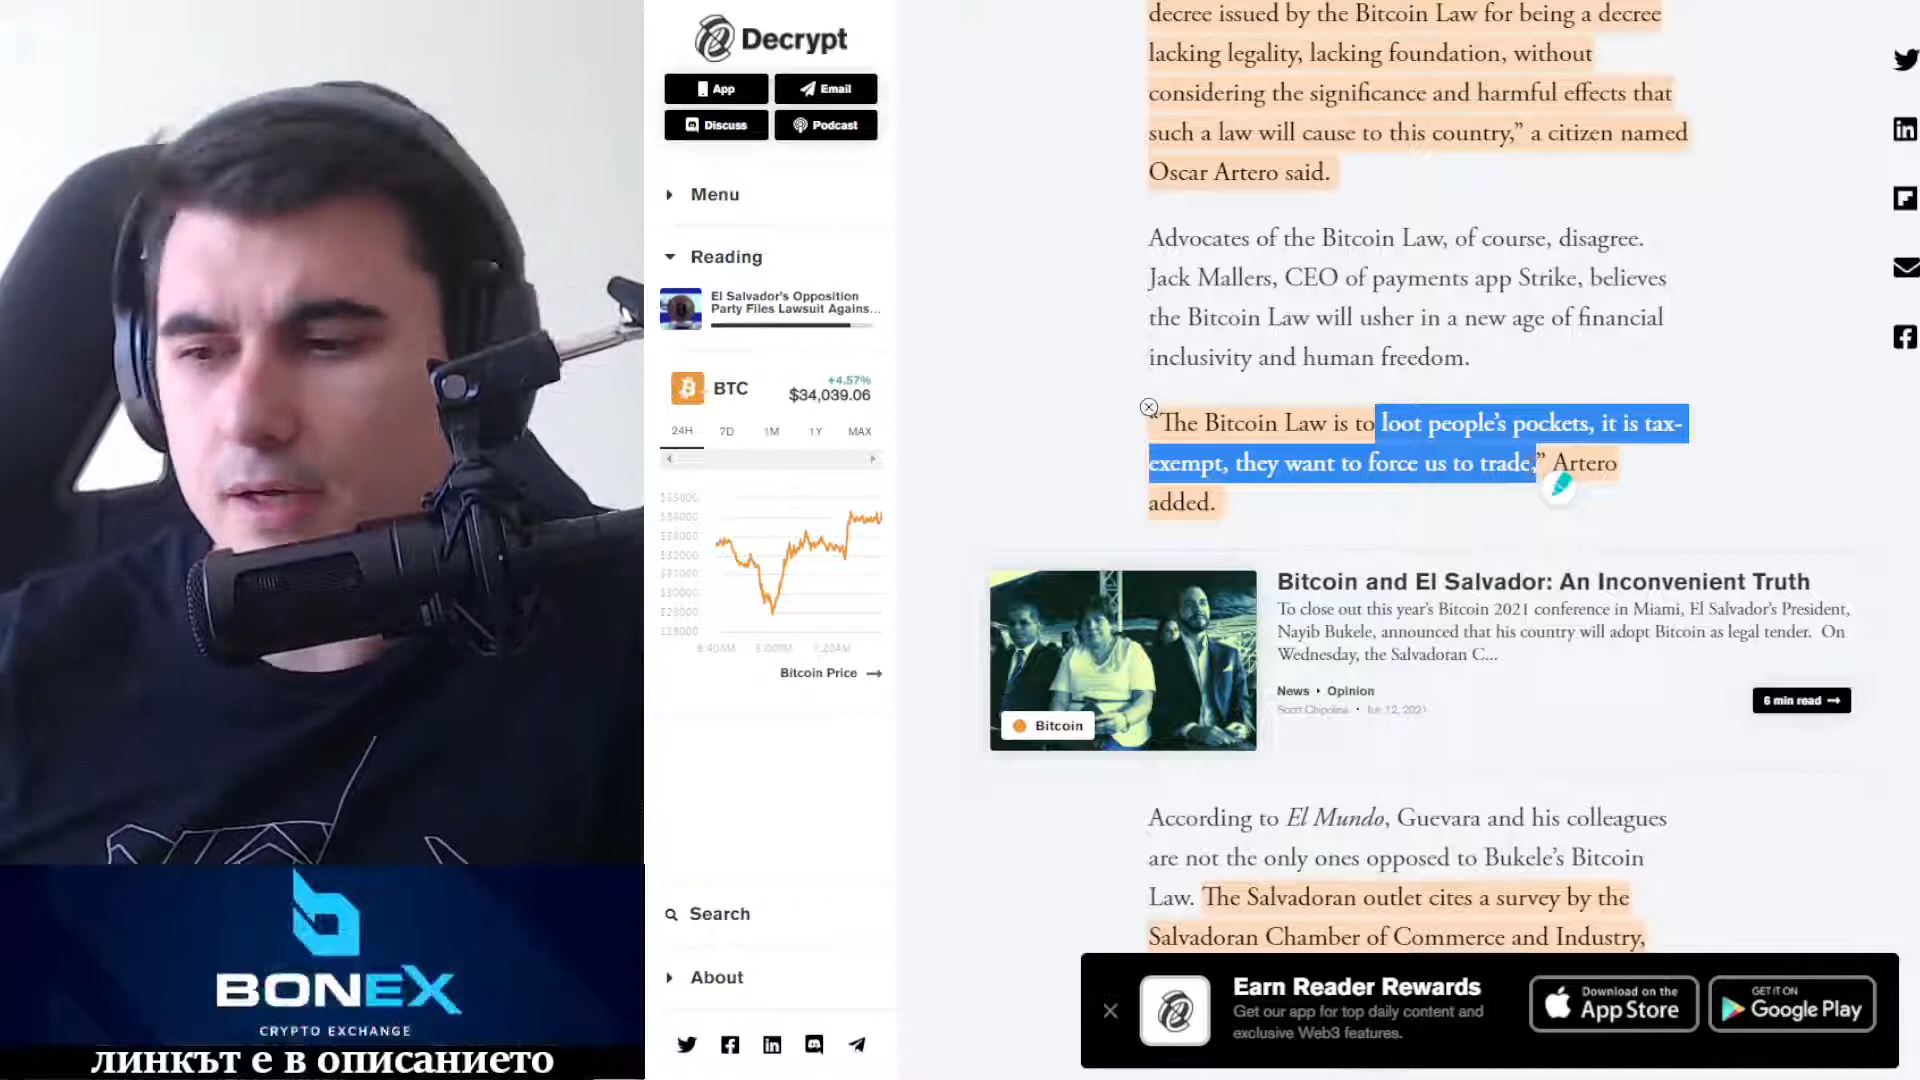 Decrypt
App
Email
Discuss
Podcast
Menu
Reading
El Salvador's Opposition
Party Files Lawsuit Agains...
BTC
+4.57%
$34,039.06
24H
7D
1M
1Y
MAX
Bitcoin Price
Search
About
BONEX
CRYPTO EXCHANGE
линкът е в описанието
decree issued by the Bitcoin Law for being a decree
lacking legality, lacking foundation, without
considering the significance and harmful effects that
such a law will cause to this country,” a citizen named
Oscar Artero said.
Advocates of the Bitcoin Law, of course, disagree.
Jack Mallers, CEO of payments app Strike, believes
the Bitcoin Law will usher in a new age of financial
inclusivity and human freedom.
“The Bitcoin Law is to loot people’s pockets, it is tax-
exempt, they want to force us to trade,” Artero
added.
Bitcoin
Bitcoin and El Salvador: An Inconvenient Truth
To close out this year's Bitcoin 2021 conference in Miami, El Salvador's President,
Nayib Bukele, announced that his country will adopt Bitcoin as legal tender. On
Wednesday, the Salvadoran C...
News • Opinion
6 min read
According to El Mundo, Guevara and his colleagues
are not the only ones opposed to Bukele’s Bitcoin
Law. The Salvadoran outlet cites a survey by the
Salvadoran Chamber of Commerce and Industry,
Earn Reader Rewards
Get our app for top daily content and
exclusive Web3 features.
Download on the
App Store
GET IT ON
Google Play